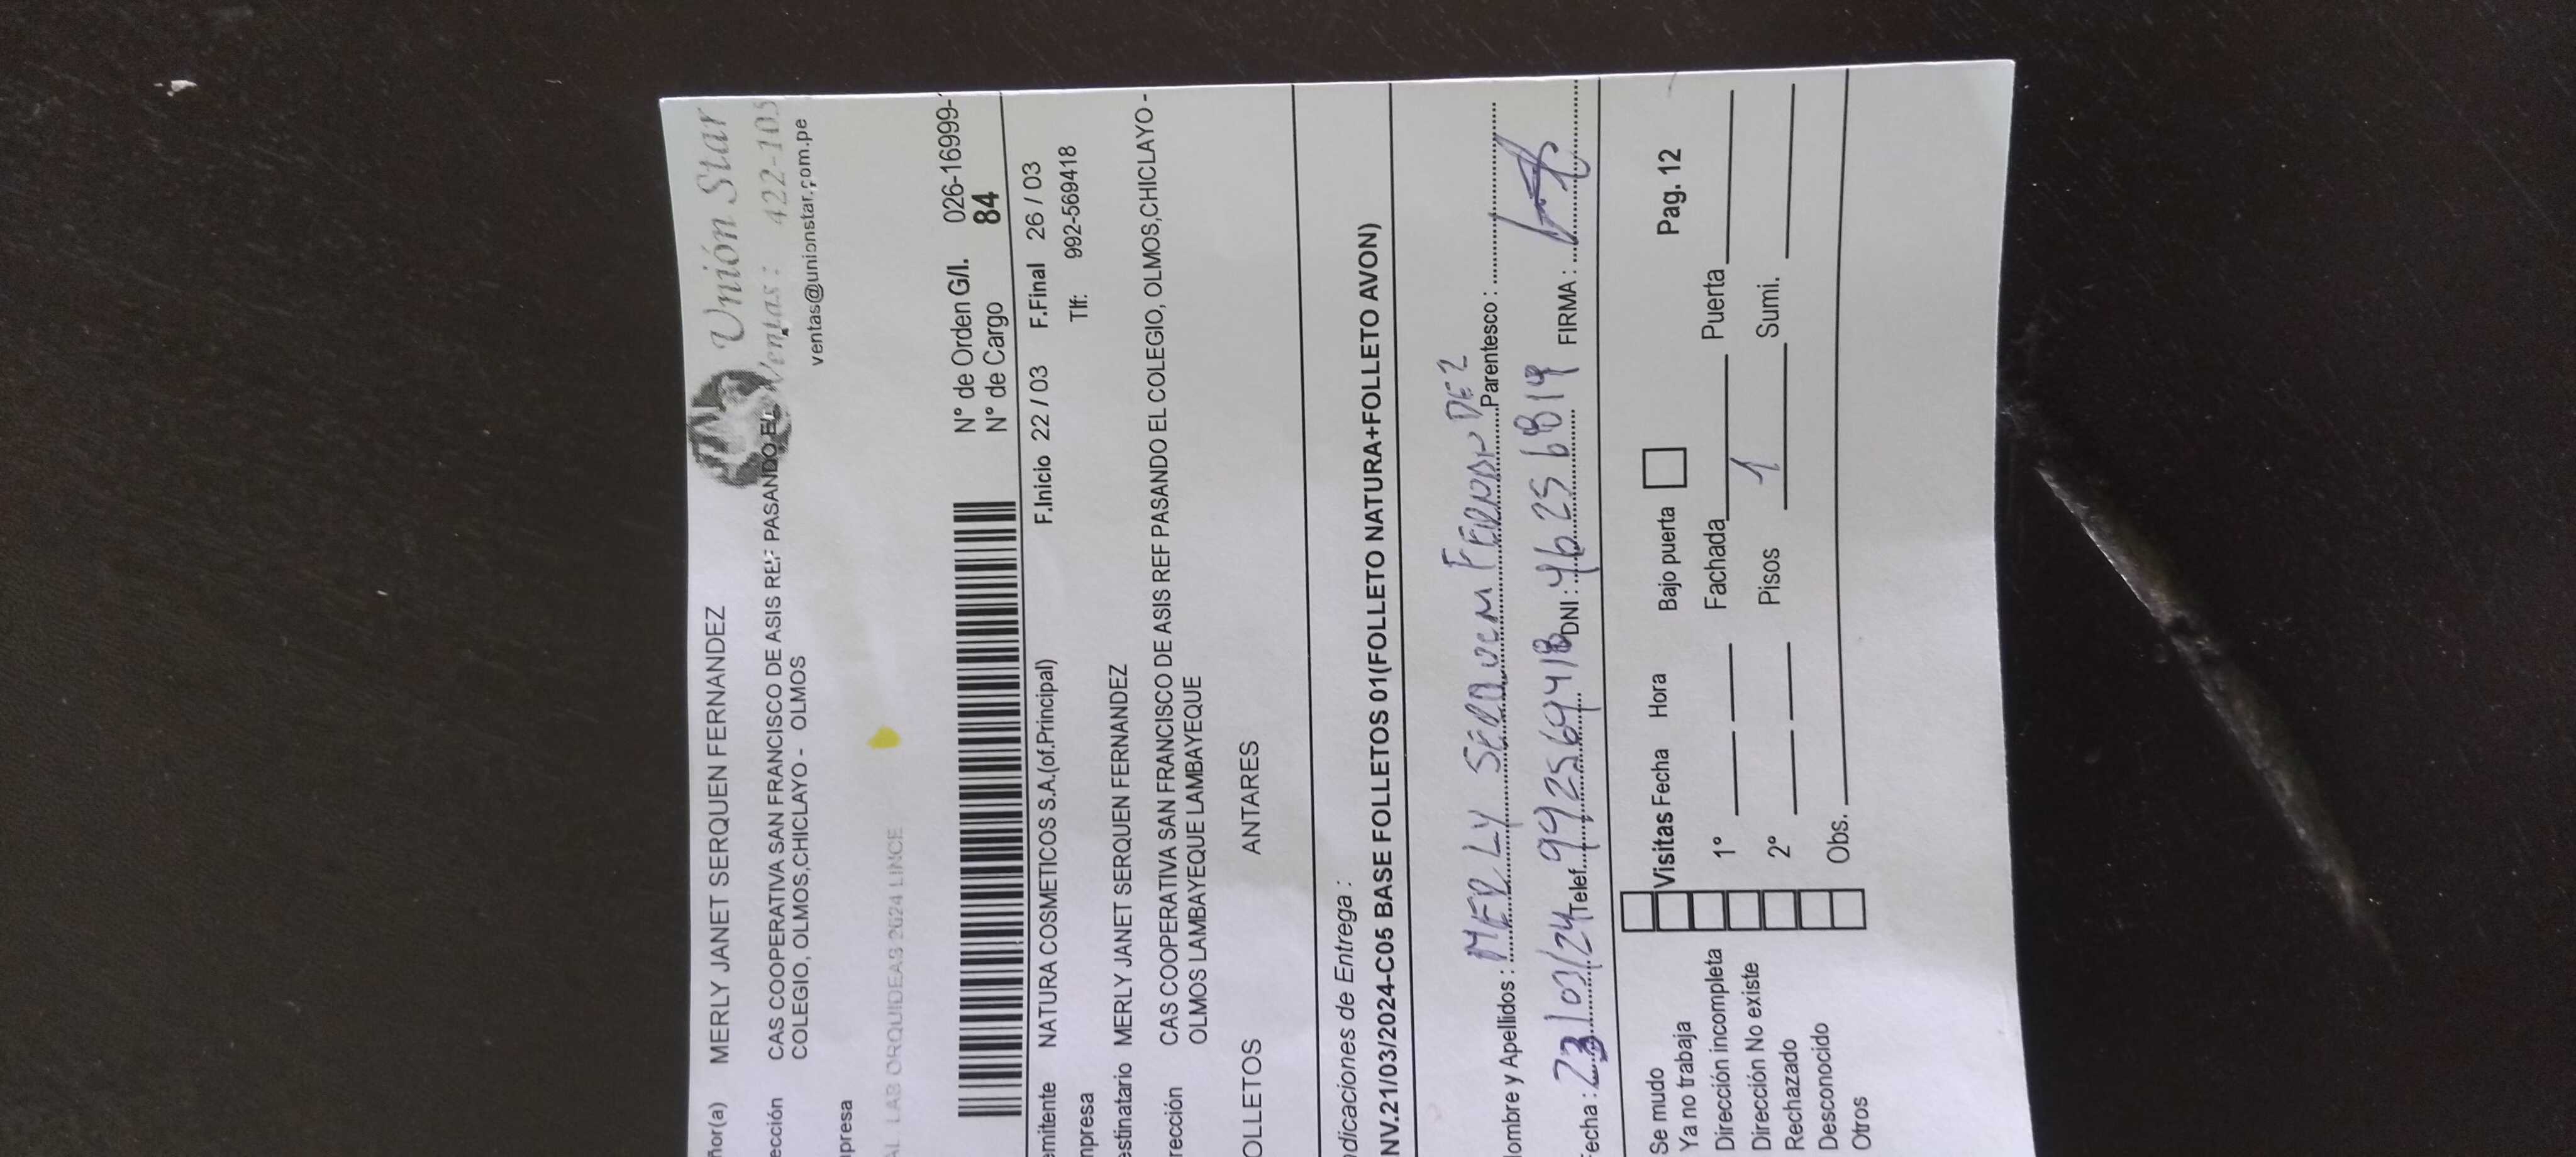 ñor(a) MERLY JANET SERQUEN FERNANDEZ
Unión Star
ección CAS COOPERATIVA SAN FRANCISCO DE ASIS REF PASANDO EL
Ventas: 422-105
COLEGIO, OLMOS,CHICLAYO - OLMOS
ventas@unionstar.com.pe
presa
AL LAS ORQUIDEAS 2624 LINCE
N° de Orden G/I. 026-16999-
N° de Cargo 84
emitente NATURA COSMETICOS S.A.(of.Principal) F.Inicio 22 / 03 F.Final 26 / 03
npresa Tlf: 992-569418
estinatario MERLY JANET SERQUEN FERNANDEZ
rección CAS COOPERATIVA SAN FRANCISCO DE ASIS REF PASANDO EL COLEGIO, OLMOS,CHICLAYO -
OLMOS LAMBAYEQUE LAMBAYEQUE
OLLETOS ANTARES
dicaciones de Entrega :
NV.21/03/2024-C05 BASE FOLLETOS 01(FOLLETO NATURA+FOLLETO AVON)
ombre y Apellidos : MERLY SERQUEM FERNANDEZ Parentesco :
echa : 23/03/24 Telef. 992569418 DNI : 46256819 FIRMA :
Se mudo
Ya no trabaja Visitas Fecha Hora Bajo puerta Pag. 12
Dirección incompleta 1° Fachada Puerta
Dirección No existe
Rechazado 2° Pisos 1 Sumi.
Desconocido
Otros Obs.